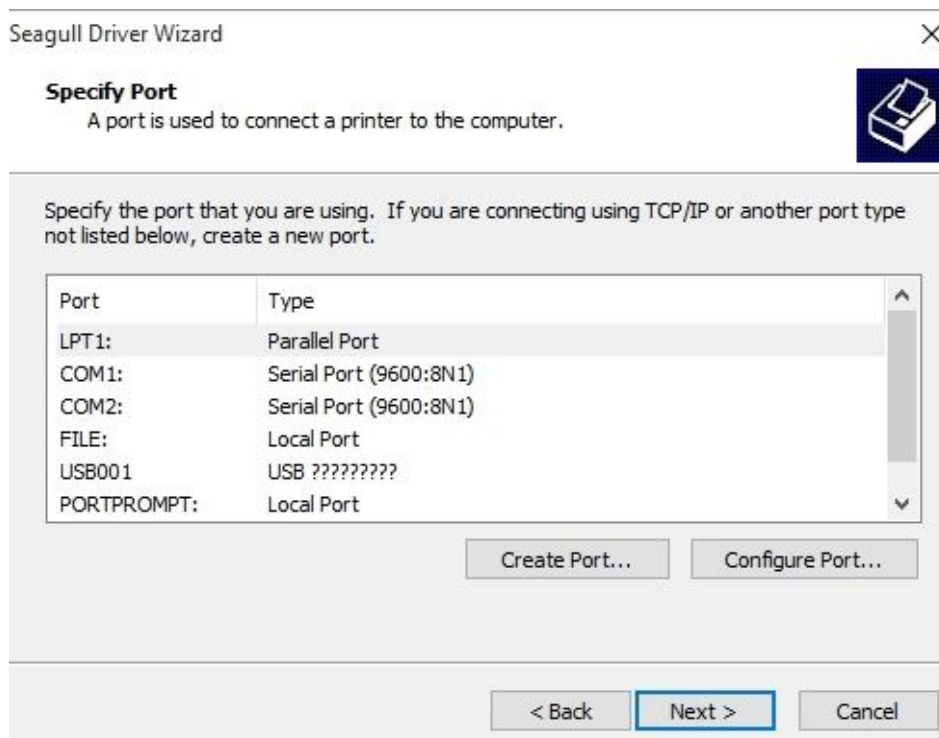 Seagull Driver Wizard
Specify Port
A port is used to connect a printer to the computer.
Specify the port that you are using. If you are connecting using TCP/IP or another port type
not listed below, create a new port.
Port Type
LPT1: Parallel Port
COM1: Serial Port (9600:8N1)
COM2: Serial Port (9600:8N1)
FILE: Local Port
USB001 USB ?????????
PORTPROMPT: Local Port
Create Port... Configure Port...
< Back Next > Cancel